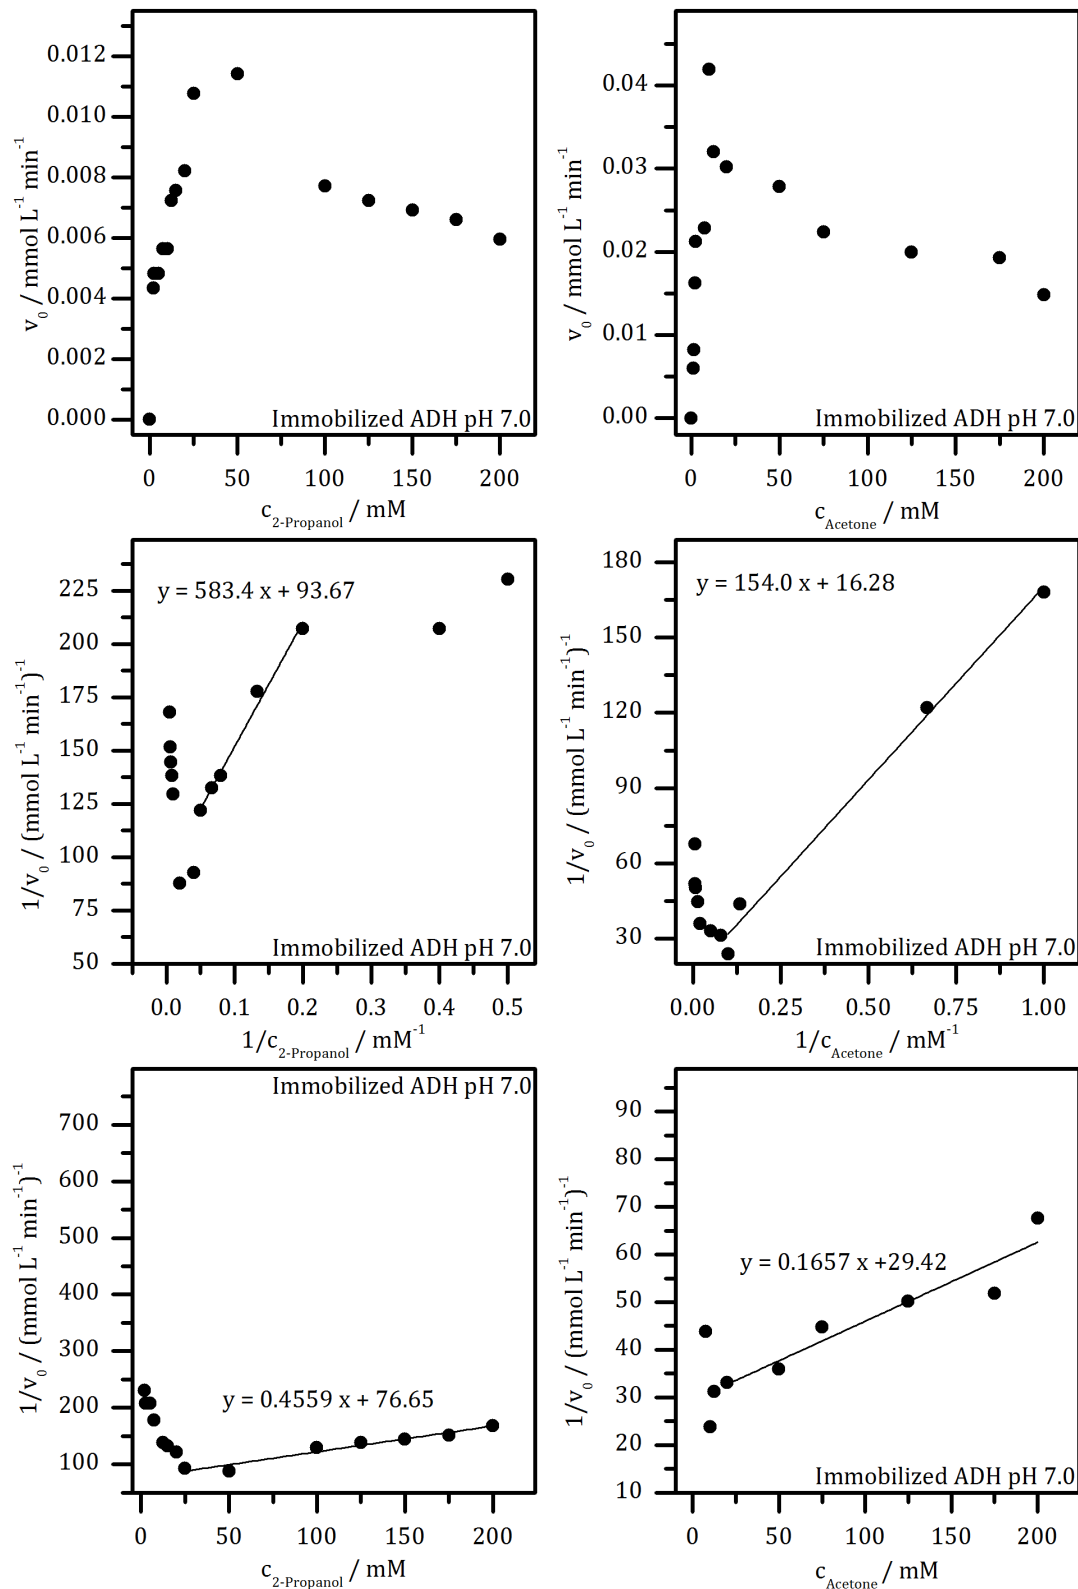 0.012
0.010
0.008
0.006
0.004
0.002
0.000
v₀ / mmol L⁻¹ min⁻¹
Immobilized ADH pH 7.0
0 50 100 150 200
c₂₋Propanol / mM
0.04
0.03
0.02
0.01
0.00
v₀ / mmol L⁻¹ min⁻¹
Immobilized ADH pH 7.0
0 50 100 150 200
c_Acetone / mM
225
200
175
150
125
100
75
50
1/v₀ / (mmol L⁻¹ min⁻¹)⁻¹
y = 583.4 x + 93.67
Immobilized ADH pH 7.0
0.0 0.1 0.2 0.3 0.4 0.5
1/c₂₋Propanol / mM⁻¹
180
150
120
90
60
30
1/v₀ / (mmol L⁻¹ min⁻¹)⁻¹
y = 154.0 x + 16.28
Immobilized ADH pH 7.0
0.00 0.25 0.50 0.75 1.00
1/c_Acetone / mM⁻¹
Immobilized ADH pH 7.0
700
600
500
400
300
200
100
1/v₀ / (mmol L⁻¹ min⁻¹)⁻¹
y = 0.4559 x + 76.65
0 50 100 150 200
c₂₋Propanol / mM
90
80
70
60
50
40
30
20
10
1/v₀ / (mmol L⁻¹ min⁻¹)⁻¹
y = 0.1657 x +29.42
Immobilized ADH pH 7.0
0 50 100 150 200
c_Acetone / mM